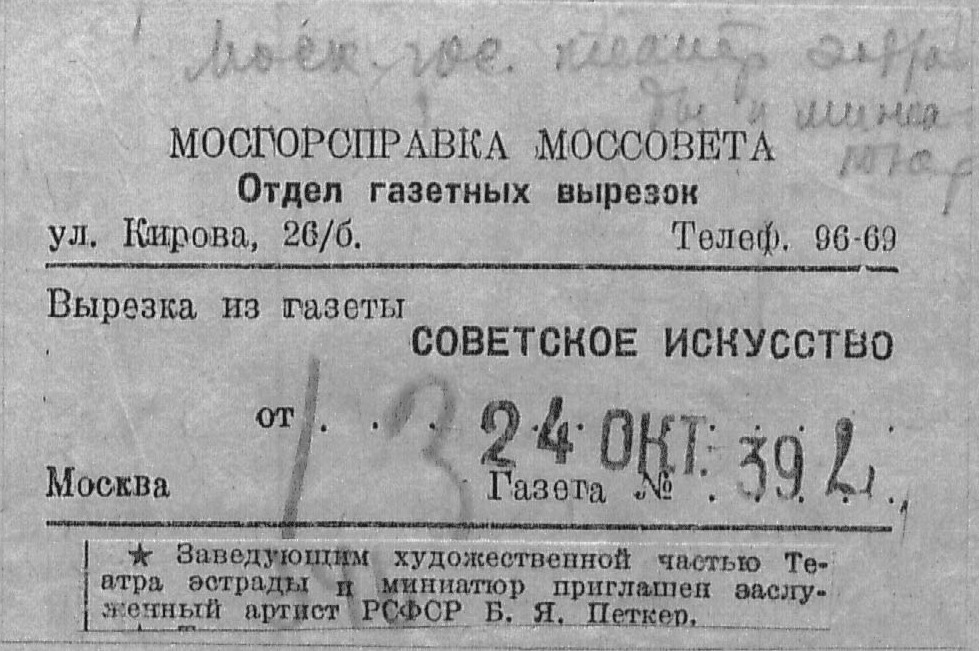 Моск. гос. театр эстра
ды и миниа
тюр
МОСГОРСПРАВКА МОССОВЕТА
Отдел газетных вырезок
ул. Кирова, 26/б. Телеф. 96-69
Вырезка из газеты
СОВЕТСКОЕ ИСКУССТВО
13
от . . . 24 ОКТ. 39
Москва Газета № . . . .
★ Заведующим художественной частью Те-
атра эстрады и миниатюр приглашен заслу-
женный артист РСФСР Б. Я. Петкер.